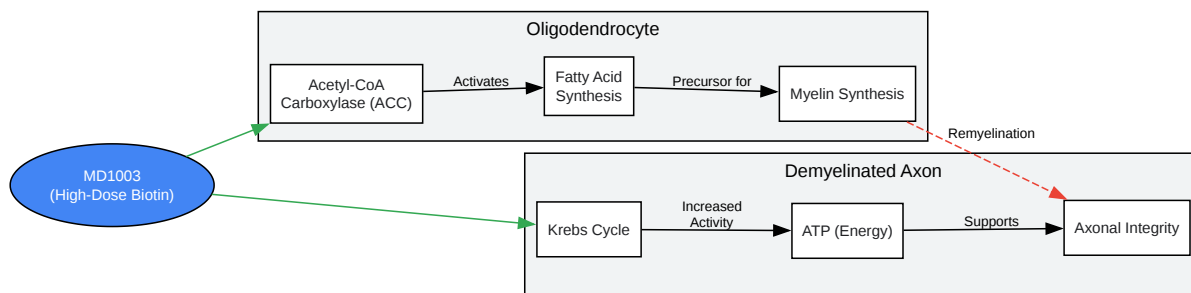 Oligodendrocyte
Acetyl-CoA
Carboxylase (ACC)
Activates
Fatty Acid
Synthesis
Precursor for
Myelin Synthesis
Remyelination
MD1003
(High-Dose Biotin)
Demyelinated Axon
Krebs Cycle
Increased
Activity
ATP (Energy)
Supports
Axonal Integrity